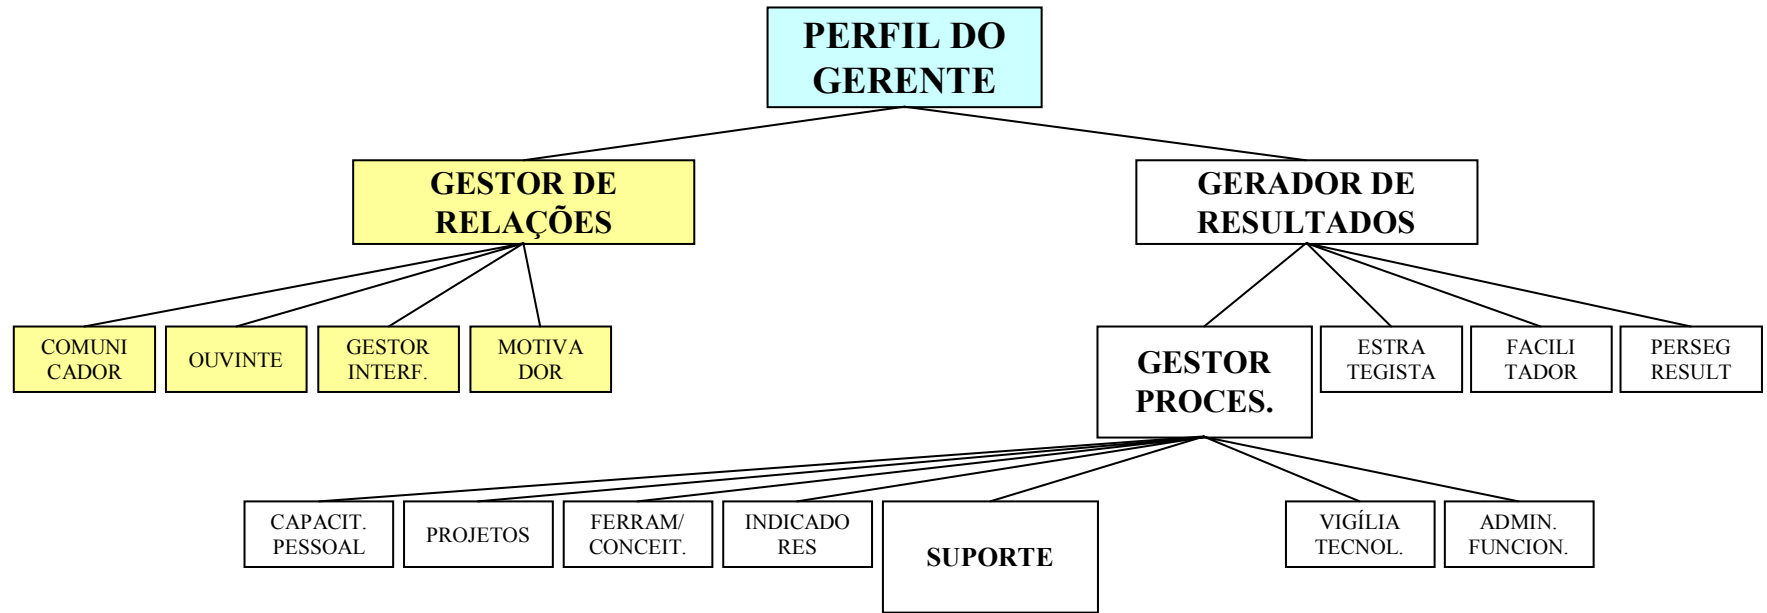 PERFIL DO
GERENTE
GESTOR DE
RELAÇÕES
GERADOR DE
RESULTADOS
COMUNI
CADOR
OUVINTE
GESTOR
INTERF.
MOTIVA
DOR
GESTOR
PROCES.
ESTRA
TEGISTA
FACILI
TADOR
PERSEG
RESULT
CAPACIT.
PESSOAL
PROJETOS
FERRAM/
CONCEIT.
INDICADO
RES
SUPORTE
VIGÍLIA
TECNOL.
ADMIN.
FUNCION.